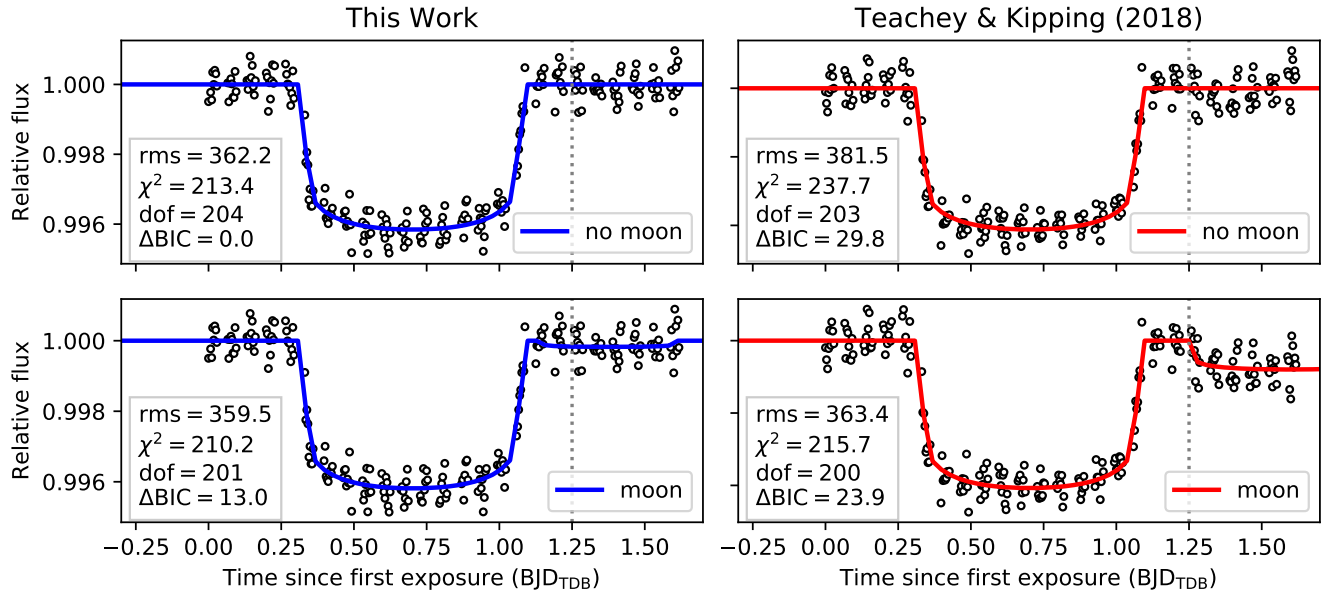 This Work
Teachey & Kipping (2018)
Relative flux
1.000
0.998
0.996
rms = 362.2
χ² = 213.4
dof = 204
ΔBIC = 0.0
no moon
rms = 381.5
χ² = 237.7
dof = 203
ΔBIC = 29.8
no moon
Relative flux
1.000
0.998
0.996
rms = 359.5
χ² = 210.2
dof = 201
ΔBIC = 13.0
moon
rms = 363.4
χ² = 215.7
dof = 200
ΔBIC = 23.9
moon
−0.25 0.00 0.25 0.50 0.75 1.00 1.25 1.50
−0.25 0.00 0.25 0.50 0.75 1.00 1.25 1.50
Time since first exposure (BJD_TDB)
Time since first exposure (BJD_TDB)